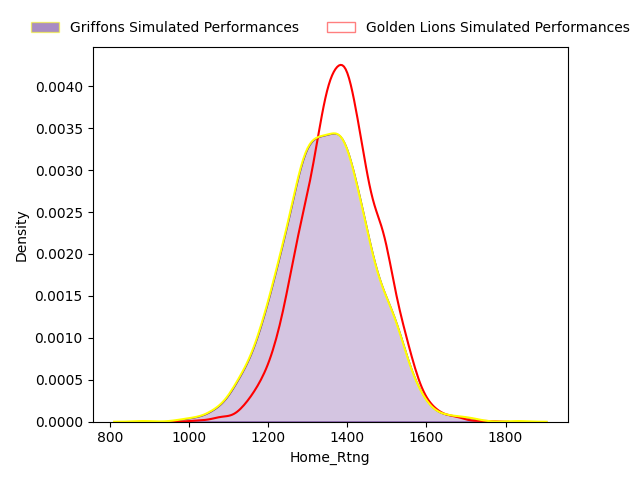 Griffons Simulated Performances
Golden Lions Simulated Performances
0.0040
0.0035
0.0030
0.0025
0.0020
0.0015
0.0010
0.0005
0.0000
Density
800 1000 1200 1400 1600 1800
Home_Rtng